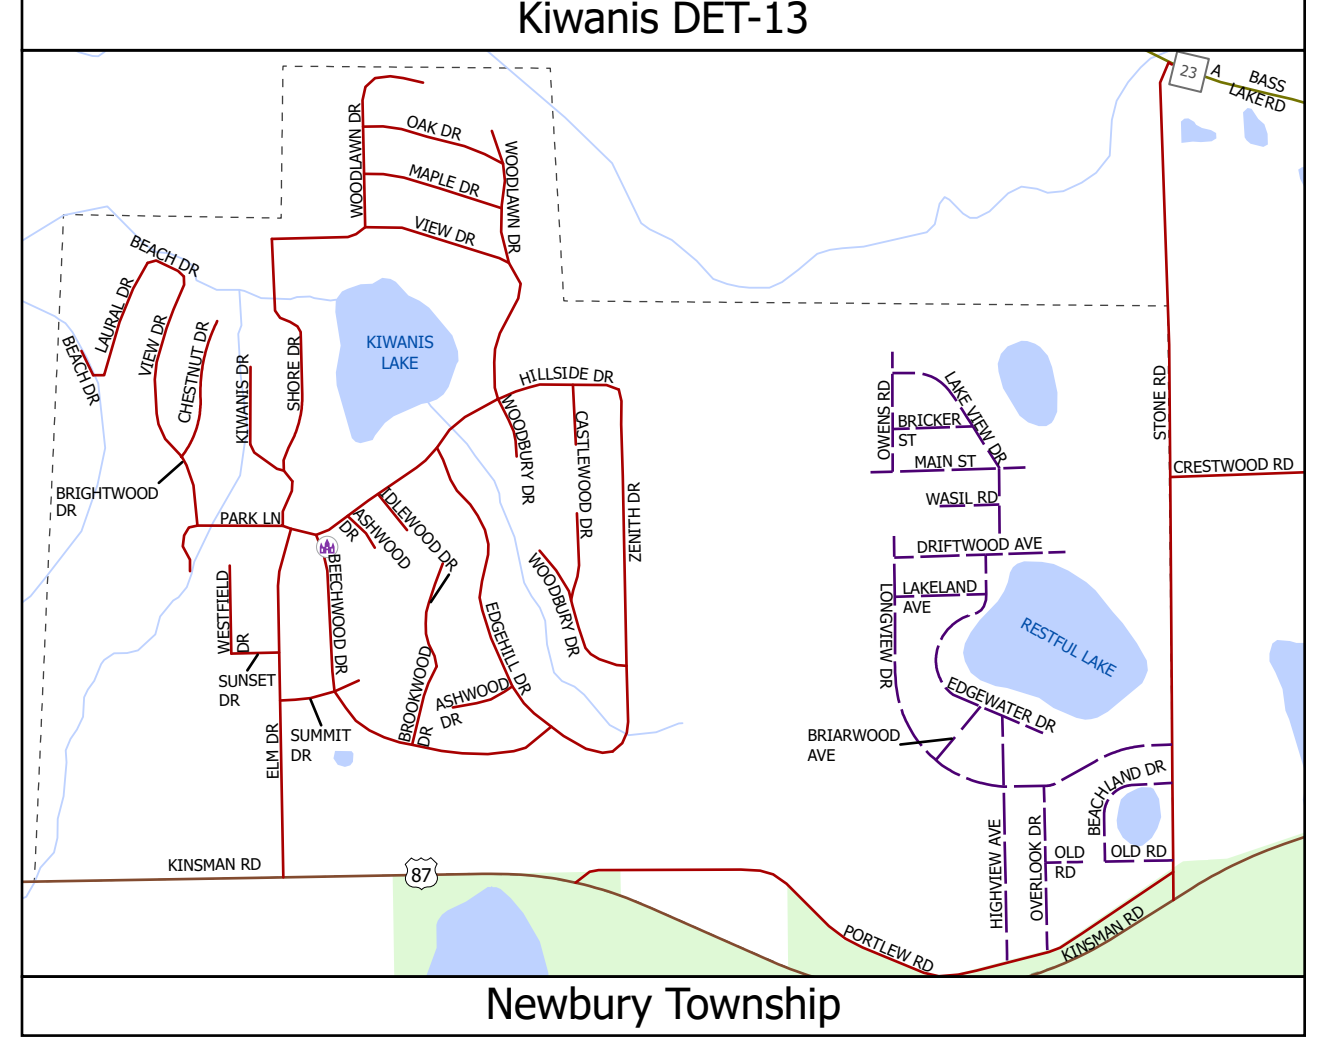 Kiwanis DET-13
23
A
BASS
LAKE RD
WOODLAWN DR
OAK DR
MAPLE DR
WOODLAWN DR
VIEW DR
BEACH DR
LAURAL DR
VIEW DR
CHESTNUT DR
BEACH DR
KIWANIS DR
SHORE DR
KIWANIS
LAKE
HILLSIDE DR
WOODBURY DR
CASTLEWOOD DR
ZENITH DR
OWENS RD
LAKE VIEW DR
BRICKER
ST
MAIN ST
STONE RD
CRESTWOOD RD
WASIL RD
BRIGHTWOOD
DR
PARK LN
IDLEWOOD DR
ASHWOOD
DR
BEECHWOOD DR
WOODBURY DR
DRIFTWOOD AVE
LAKELAND
AVE
LONGVIEW DR
RESTFUL LAKE
WESTFIELD
DR
SUNSET
DR
EDGEHILL DR
BROOKWOOD
DR
ASHWOOD
DR
EDGEWATER DR
SUMMIT
DR
ELM DR
BRIARWOOD
AVE
BEACHLAND DR
HIGHVIEW AVE
OVERLOOK DR
OLD
RD
OLD RD
KINSMAN RD
87
PORTLEW RD
KINSMAN RD
Newbury Township